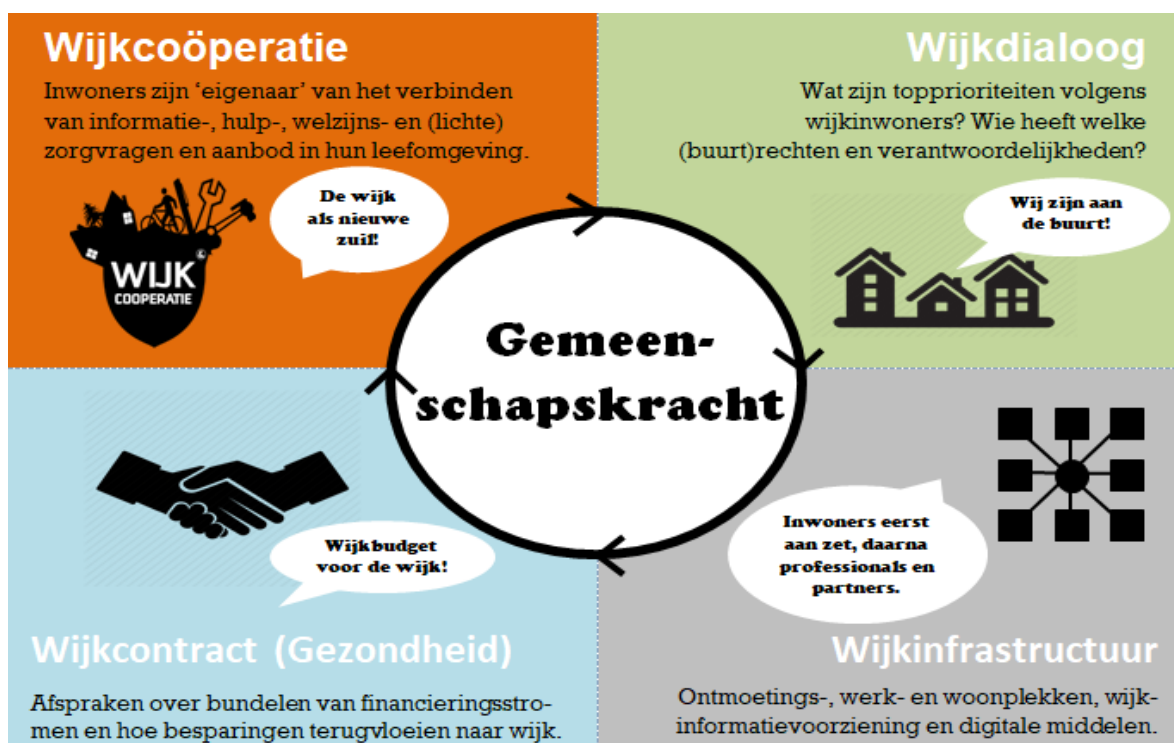 Wijkcoöperatie
Inwoners zijn ‘eigenaar’ van het verbinden
van informatie-, hulp-, welzijns- en (lichte)
zorgvragen en aanbod in hun leefomgeving.
De wijk
als nieuwe
zuil!
WIJK
COOPERATIE
Wijkdialoog
Wat zijn topprioriteiten volgens
wijkinwoners? Wie heeft welke
(buurt)rechten en verantwoordelijkheden?
Wij zijn aan
de buurt!
Gemeen-
schapskracht
Wijkbudget
voor de wijk!
Wijkcontract (Gezondheid)
Afspraken over bundelen van financieringsstro-
men en hoe besparingen terugvloeien naar wijk.
Inwoners eerst
aan zet, daarna
professionals en
partners.
Wijkinfrastructuur
Ontmoetings-, werk- en woonplekken, wijk-
informatievoorziening en digitale middelen.